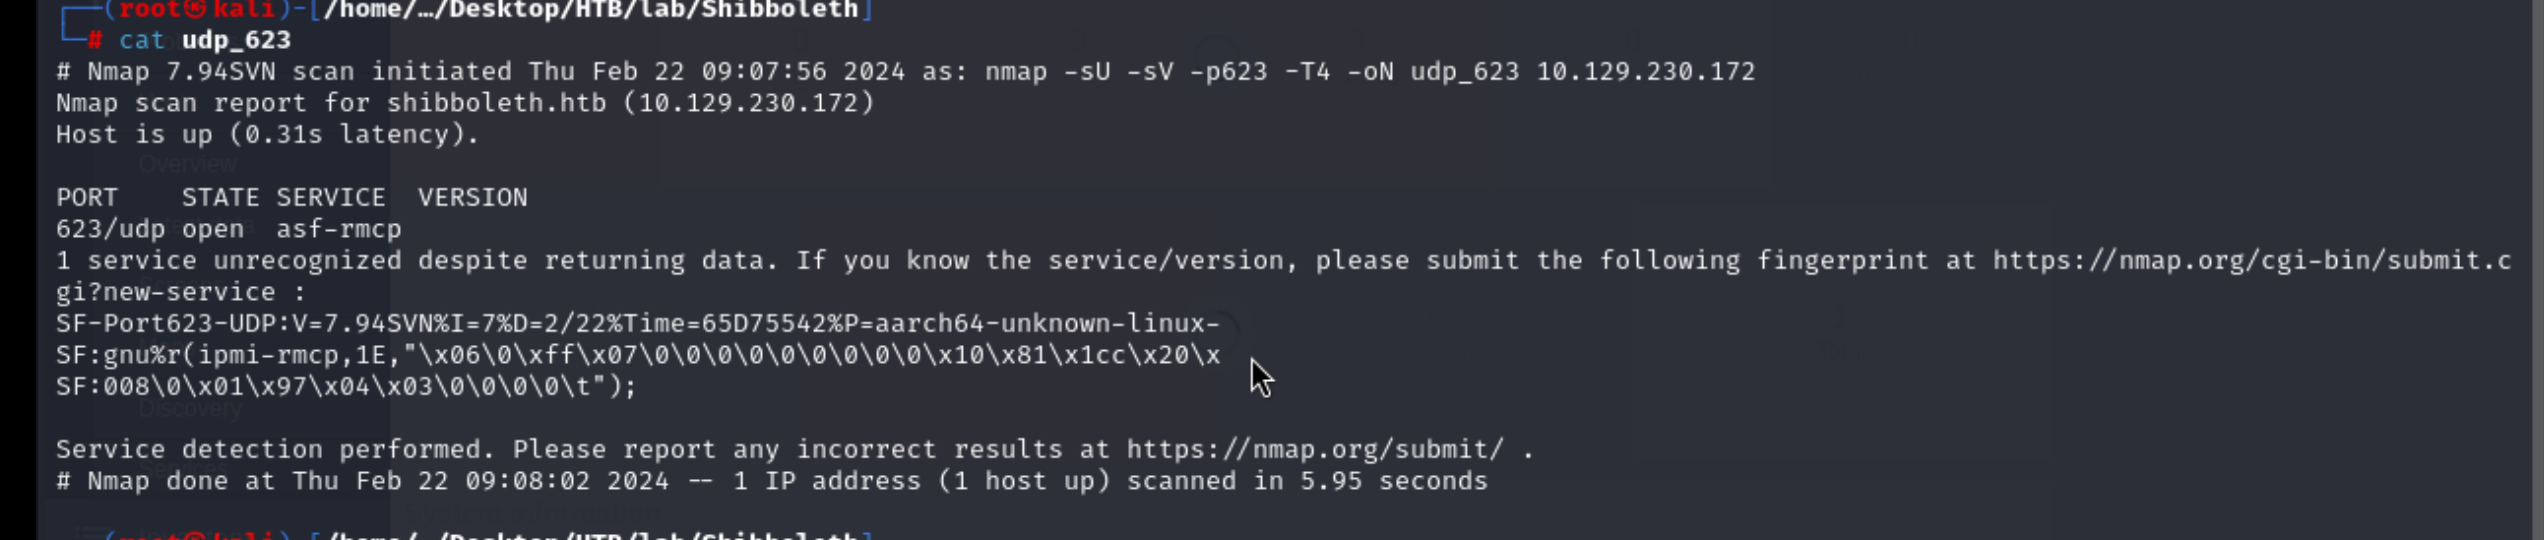 (root㉿kali)-[/home/…/Desktop/HTB/lab/Shibboleth]
# cat udp_623
# Nmap 7.94SVN scan initiated Thu Feb 22 09:07:56 2024 as: nmap -sU -sV -p623 -T4 -oN udp_623 10.129.230.172
Nmap scan report for shibboleth.htb (10.129.230.172)
Host is up (0.31s latency).
Overview
PORT    STATE SERVICE  VERSION
623/udp open  asf-rmcp
1 service unrecognized despite returning data. If you know the service/version, please submit the following fingerprint at https://nmap.org/cgi-bin/submit.c
gi?new-service :
SF-Port623-UDP:V=7.94SVN%I=7%D=2/22%Time=65D75542%P=aarch64-unknown-linux-
SF:gnu%r(ipmi-rmcp,1E,"\x06\0\xff\x07\0\0\0\0\0\0\0\0\0\x10\x81\x1cc\x20\x
SF:008\0\x01\x97\x04\x03\0\0\0\0\t");
Discovery
Service detection performed. Please report any incorrect results at https://nmap.org/submit/ .
Services
# Nmap done at Thu Feb 22 09:08:02 2024 -- 1 IP address (1 host up) scanned in 5.95 seconds
System information
(root㉿kali)-[/home/…/Desktop/HTB/lab/Shibboleth]